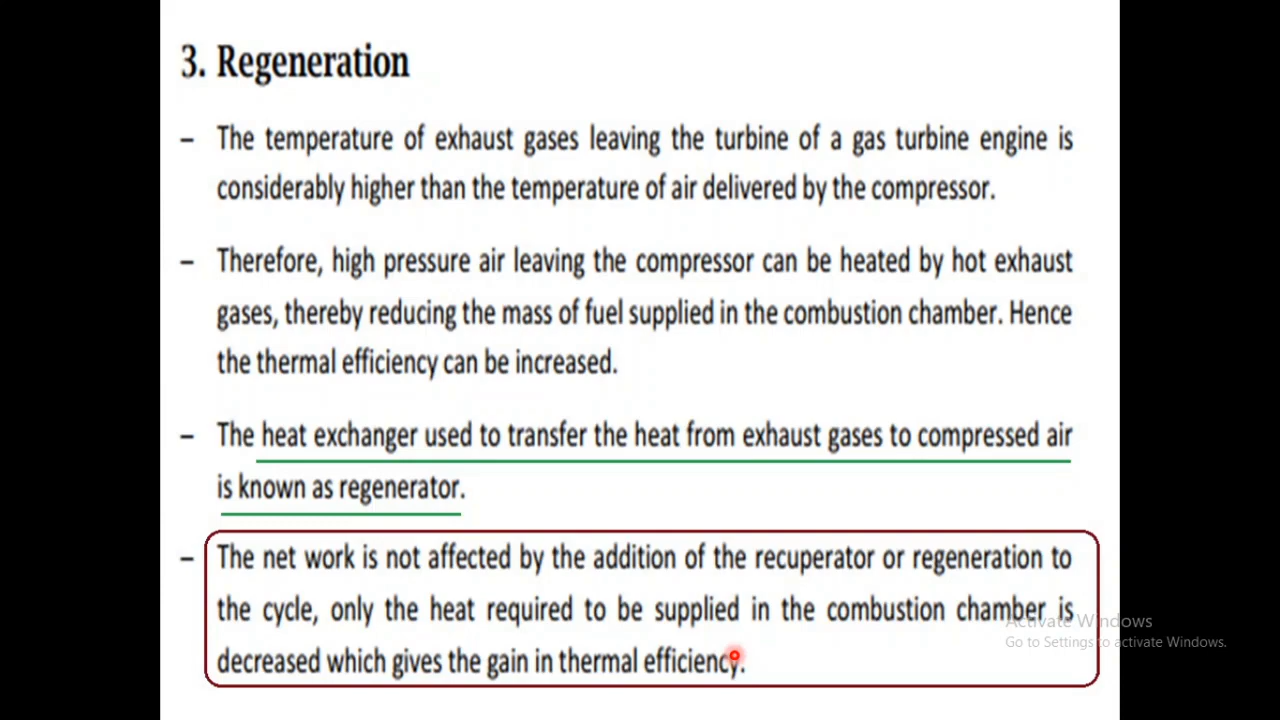 3. Regeneration
– The temperature of exhaust gases leaving the turbine of a gas turbine engine is
considerably higher than the temperature of air delivered by the compressor.
– Therefore, high pressure air leaving the compressor can be heated by hot exhaust
gases, thereby reducing the mass of fuel supplied in the combustion chamber. Hence
the thermal efficiency can be increased.
– The heat exchanger used to transfer the heat from exhaust gases to compressed air
is known as regenerator.
– The net work is not affected by the addition of the recuperator or regeneration to
the cycle, only the heat required to be supplied in the combustion chamber is
decreased which gives the gain in thermal efficiency.
Activate Windows
Go to Settings to activate Windows.